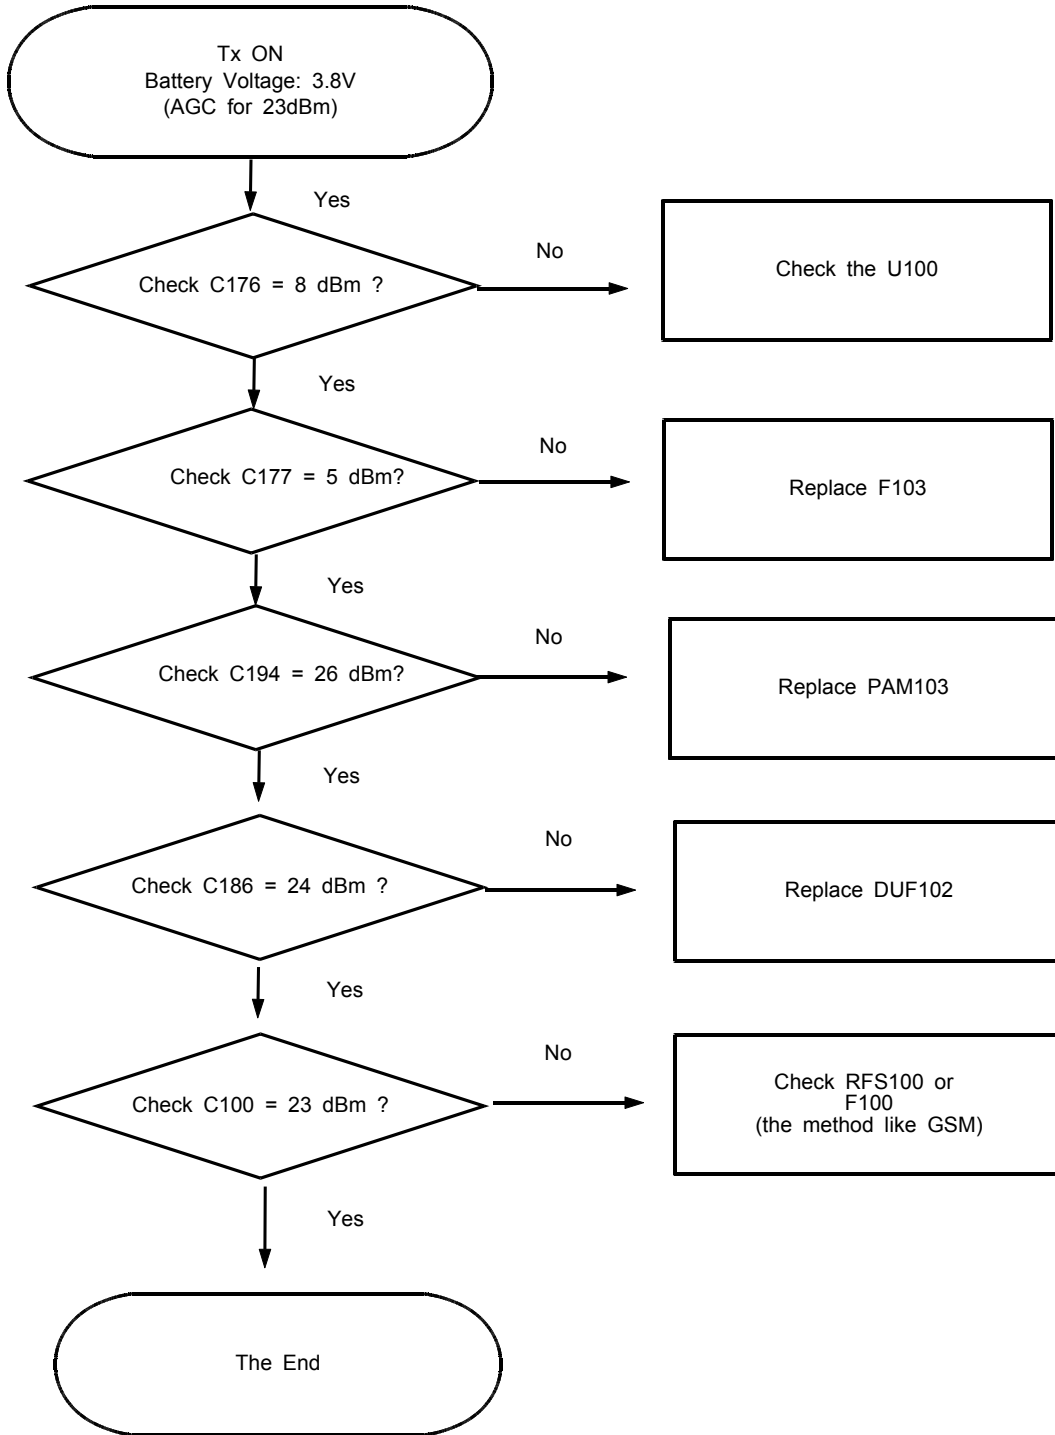 Tx ON
Battery Voltage: 3.8V
(AGC for 23dBm)
Yes
Check C176 = 8 dBm ?
No
Check the U100
Yes
Check C177 = 5 dBm?
No
Replace F103
Yes
Check C194 = 26 dBm?
No
Replace PAM103
Yes
Check C186 = 24 dBm ?
No
Replace DUF102
Yes
Check C100 = 23 dBm ?
No
Check RFS100 or
F100
(the method like GSM)
Yes
The End